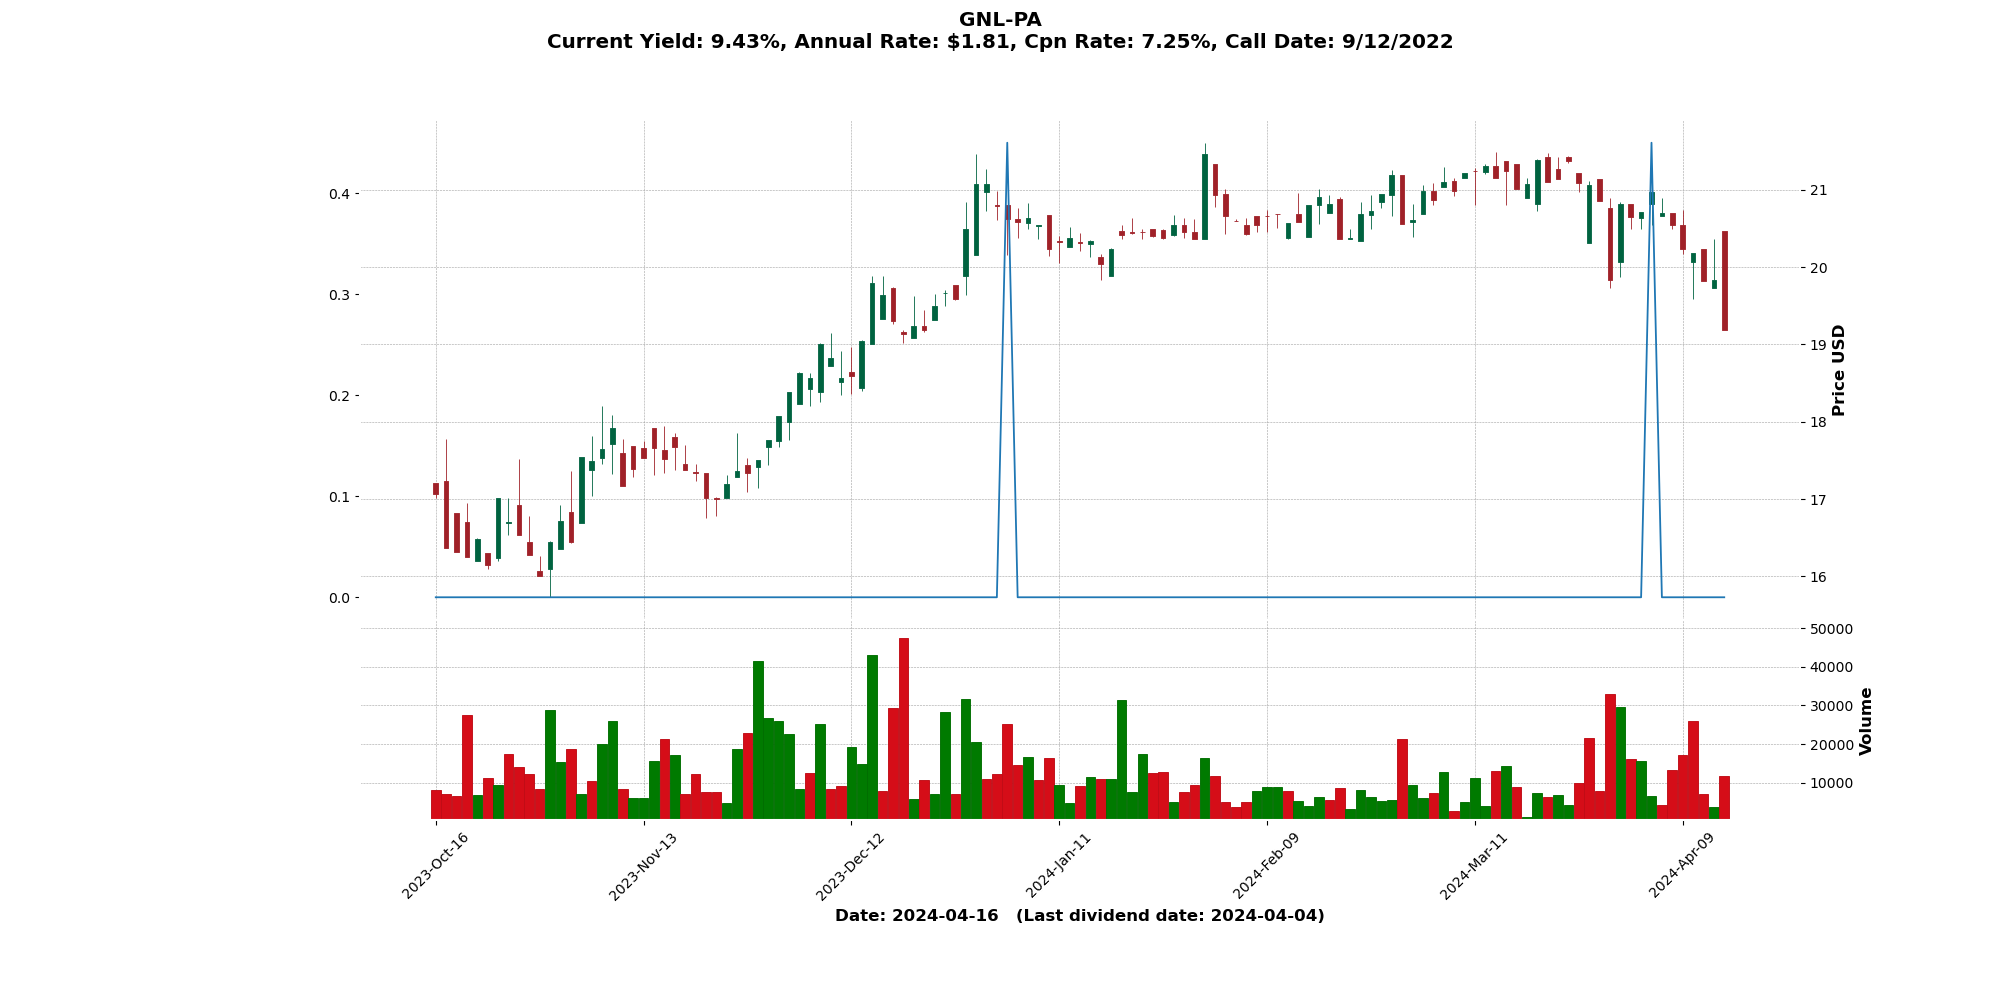 GNL-PA
Current Yield: 9.43%, Annual Rate: $1.81, Cpn Rate: 7.25%, Call Date: 9/12/2022
0.4
0.3
0.2
0.1
0.0
21
20
19
18
17
16
Price USD
50000
40000
30000
20000
10000
Volume
2023-Oct-16
2023-Nov-13
2023-Dec-12
2024-Jan-11
2024-Feb-09
2024-Mar-11
2024-Apr-09
Date: 2024-04-16 (Last dividend date: 2024-04-04)